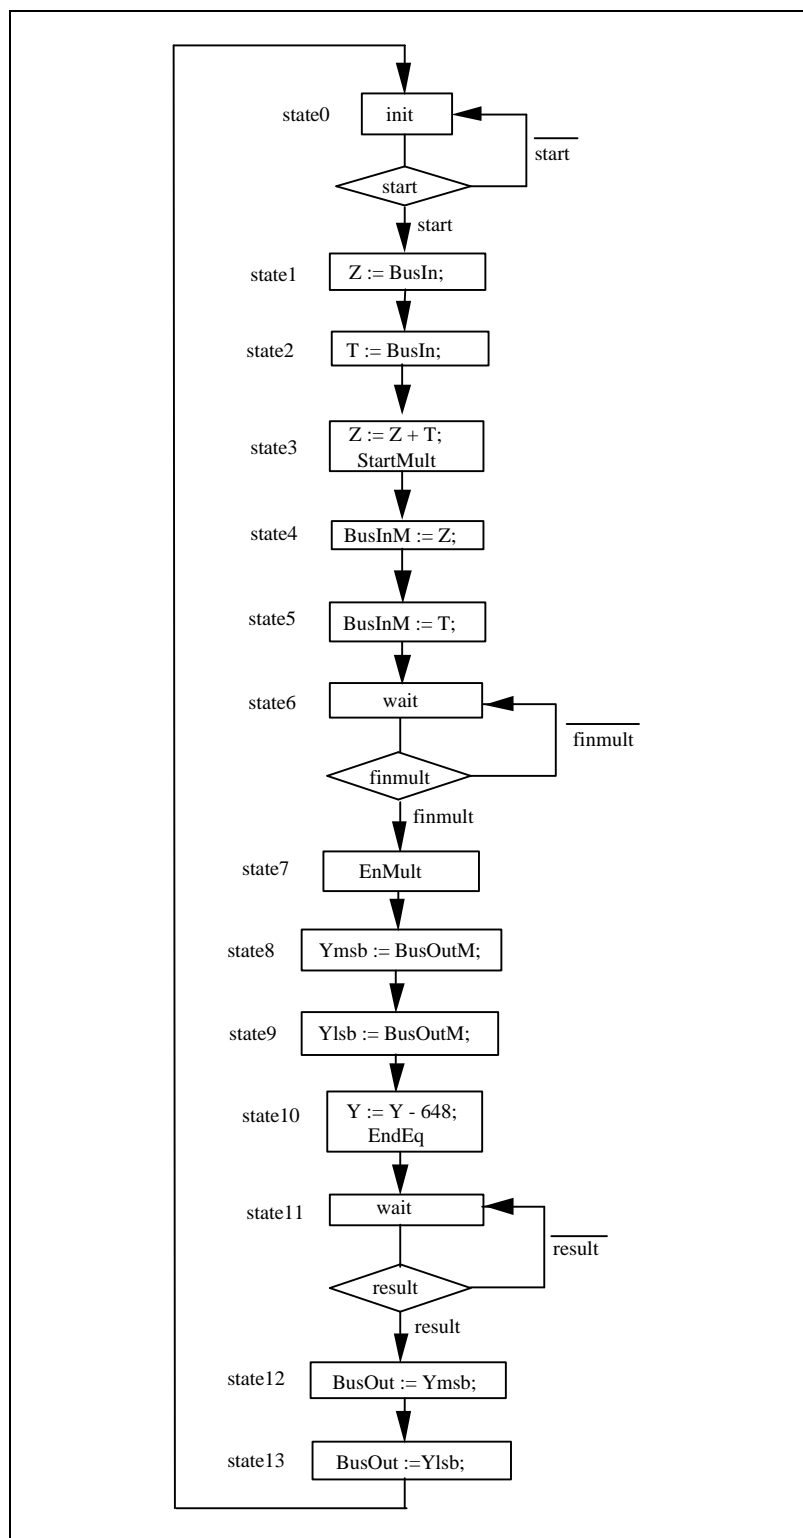 state0
init
start
start
start
state1
Z := BusIn;
state2
T := BusIn;
state3
Z := Z + T;
StartMult
state4
BusInM := Z;
state5
BusInM := T;
state6
wait
finmult
finmult
finmult
state7
EnMult
state8
Ymsb := BusOutM;
state9
Ylsb := BusOutM;
state10
Y := Y - 648;
EndEq
state11
wait
result
result
result
state12
BusOut := Ymsb;
state13
BusOut :=Ylsb;